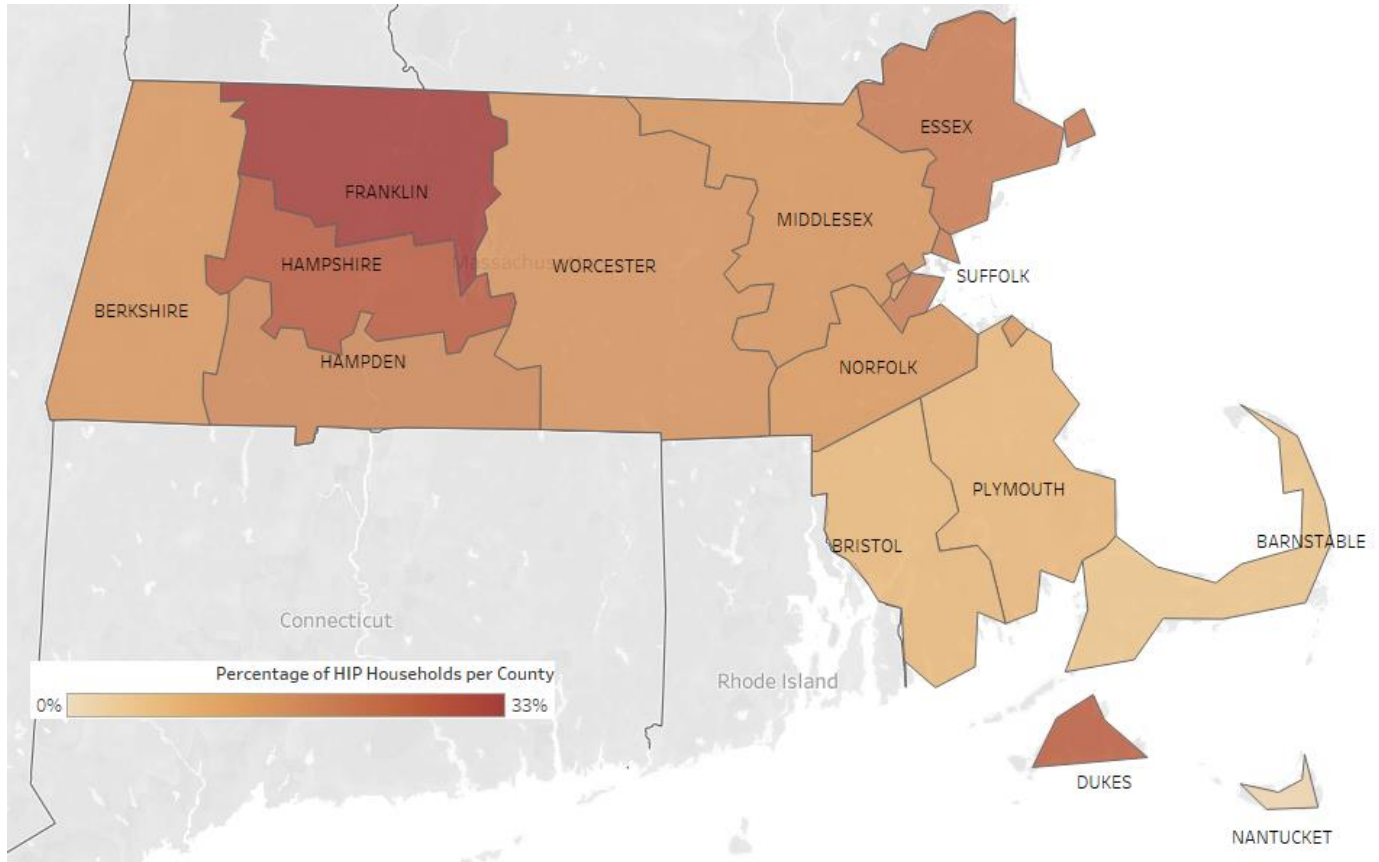 ESSEX
FRANKLIN
MIDDLESEX
HAMPSHIRE
Massachusetts
WORCESTER
SUFFOLK
BERKSHIRE
HAMPDEN
NORFOLK
PLYMOUTH
BRISTOL
BARNSTABLE
Connecticut
Percentage of HIP Households per County
0% 33%
Rhode Island
DUKES
NANTUCKET